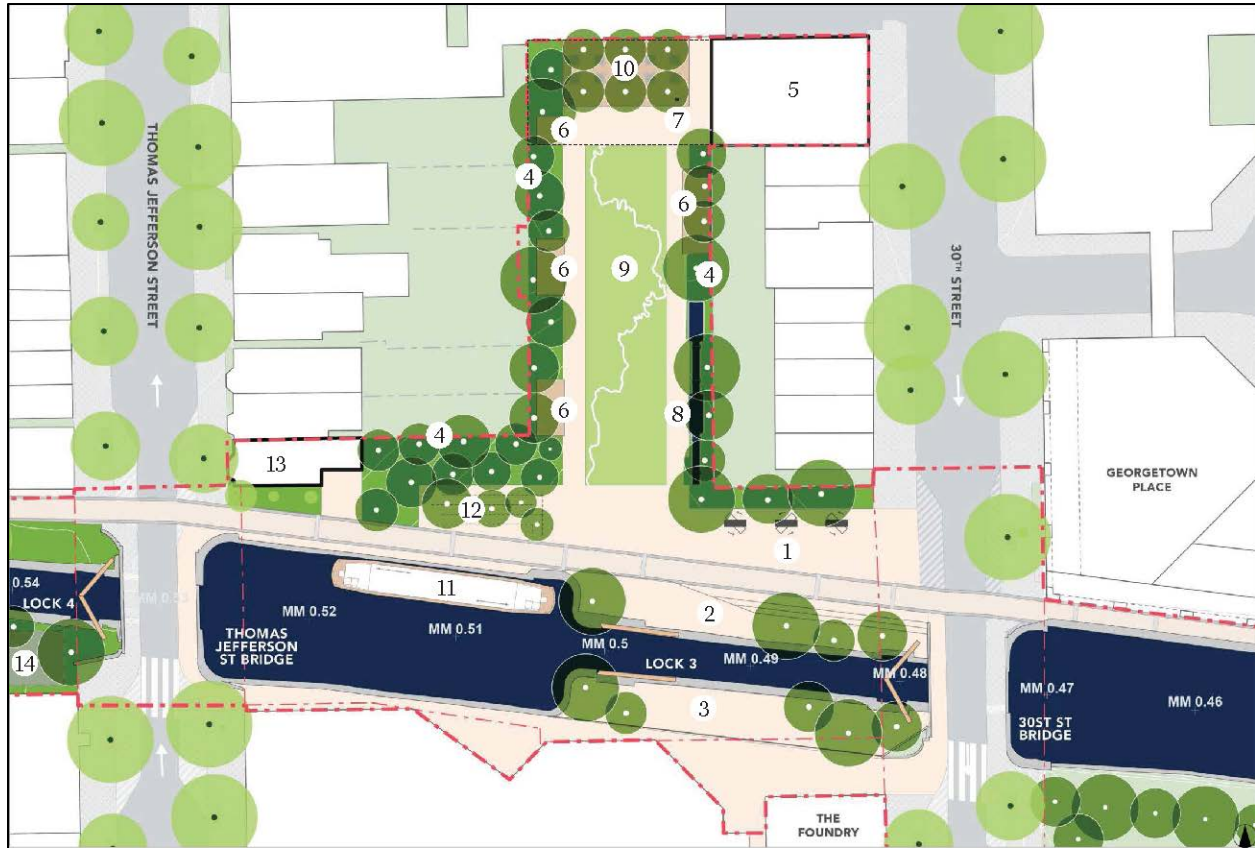 10
5
7
6
4
THOMAS JEFFERSON STREET
6
30TH STREET
6
9
4
6
8
4
13
GEORGETOWN
PLACE
12
1
0.54
LOCK 4
MM 0.53
11
2
MM 0.52
MM 0.51
THOMAS
JEFFERSON
ST BRIDGE
MM 0.5
LOCK 3
MM 0.49
MM 0.48
14
MM 0.47
MM 0.46
30ST ST
BRIDGE
3
THE
FOUNDRY